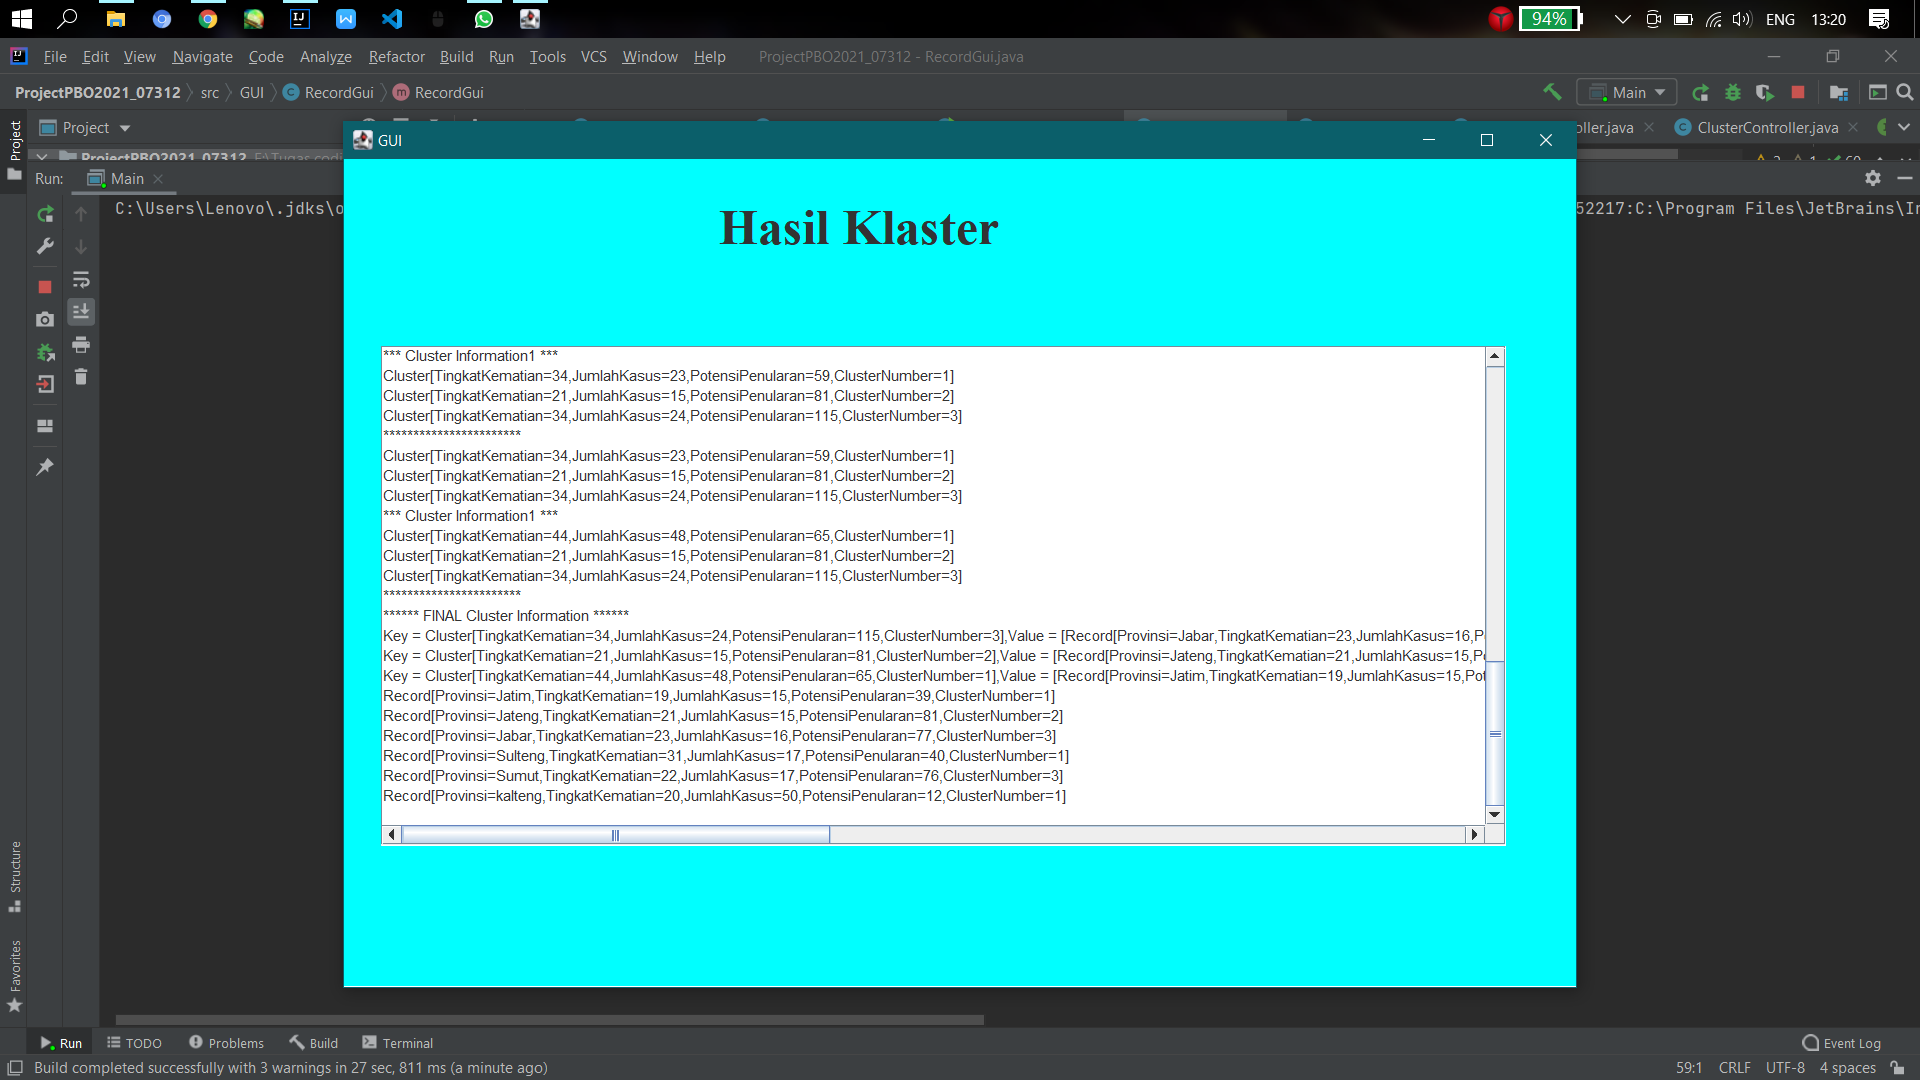 94%
ENG
13:20
File Edit View Navigate Code Analyze Refactor Build Run Tools VCS Window Help
ProjectPBO2021_07312 - RecordGui.java
ProjectPBO2021_07312
src
GUI
RecordGui
RecordGui
Main
Project
Project
ClusterController.java
ProjectPBO2021_07312
GUI
Run:
Main
C:\Users\Lenovo\.jdks\o
52217:C:\Program Files\JetBrains\In
Hasil Klaster
*** Cluster Information1 ***
Cluster[TingkatKematian=34,JumlahKasus=23,PotensiPenularan=59,ClusterNumber=1]
Cluster[TingkatKematian=21,JumlahKasus=15,PotensiPenularan=81,ClusterNumber=2]
Cluster[TingkatKematian=34,JumlahKasus=24,PotensiPenularan=115,ClusterNumber=3]
***********************
Cluster[TingkatKematian=34,JumlahKasus=23,PotensiPenularan=59,ClusterNumber=1]
Cluster[TingkatKematian=21,JumlahKasus=15,PotensiPenularan=81,ClusterNumber=2]
Cluster[TingkatKematian=34,JumlahKasus=24,PotensiPenularan=115,ClusterNumber=3]
*** Cluster Information1 ***
Cluster[TingkatKematian=44,JumlahKasus=48,PotensiPenularan=65,ClusterNumber=1]
Cluster[TingkatKematian=21,JumlahKasus=15,PotensiPenularan=81,ClusterNumber=2]
Cluster[TingkatKematian=34,JumlahKasus=24,PotensiPenularan=115,ClusterNumber=3]
***********************
****** FINAL Cluster Information ******
Key = Cluster[TingkatKematian=34,JumlahKasus=24,PotensiPenularan=115,ClusterNumber=3],Value = [Record[Provinsi=Jabar,TingkatKematian=23,JumlahKasus=16,P
Key = Cluster[TingkatKematian=21,JumlahKasus=15,PotensiPenularan=81,ClusterNumber=2],Value = [Record[Provinsi=Jateng,TingkatKematian=21,JumlahKasus=15,P
Key = Cluster[TingkatKematian=44,JumlahKasus=48,PotensiPenularan=65,ClusterNumber=1],Value = [Record[Provinsi=Jatim,TingkatKematian=19,JumlahKasus=15,Pot
Record[Provinsi=Jatim,TingkatKematian=19,JumlahKasus=15,PotensiPenularan=39,ClusterNumber=1]
Record[Provinsi=Jateng,TingkatKematian=21,JumlahKasus=15,PotensiPenularan=81,ClusterNumber=2]
Record[Provinsi=Jabar,TingkatKematian=23,JumlahKasus=16,PotensiPenularan=77,ClusterNumber=3]
Record[Provinsi=Sulteng,TingkatKematian=31,JumlahKasus=17,PotensiPenularan=40,ClusterNumber=1]
Record[Provinsi=Sumut,TingkatKematian=22,JumlahKasus=17,PotensiPenularan=76,ClusterNumber=3]
Record[Provinsi=kalteng,TingkatKematian=20,JumlahKasus=50,PotensiPenularan=12,ClusterNumber=1]
Structure
Favorites
Run
TODO
Problems
Build
Terminal
Event Log
Build completed successfully with 3 warnings in 27 sec, 811 ms (a minute ago)
59:1 CRLF UTF-8 4 spaces